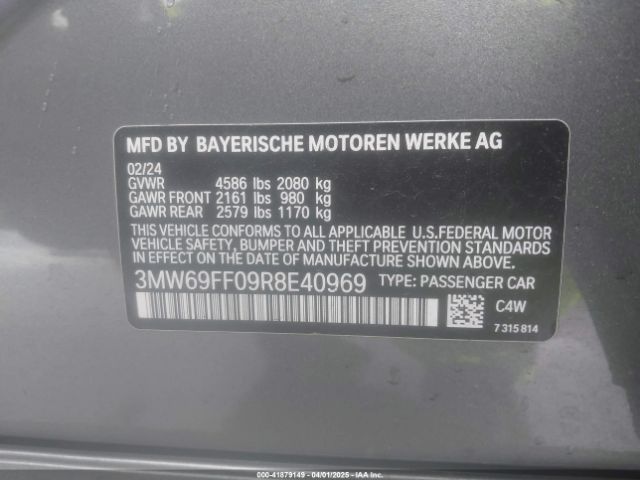 MFD BY BAYERISCHE MOTOREN WERKE AG
02/24
GVWR 4586 lbs 2080 kg
GAWR FRONT 2161 lbs 980 kg
GAWR REAR 2579 lbs 1170 kg
THIS VEHICLE CONFORMS TO ALL APPLICABLE U.S.FEDERAL MOTOR
VEHICLE SAFETY, BUMPER AND THEFT PREVENTION STANDARDS
IN EFFECT ON THE DATE OF MANUFACTURE SHOWN ABOVE.
3MW69FF09R8E40969 TYPE: PASSENGER CAR
C4W
7 315 814
000-41879149 - 04/01/2025 - IAAI.COM